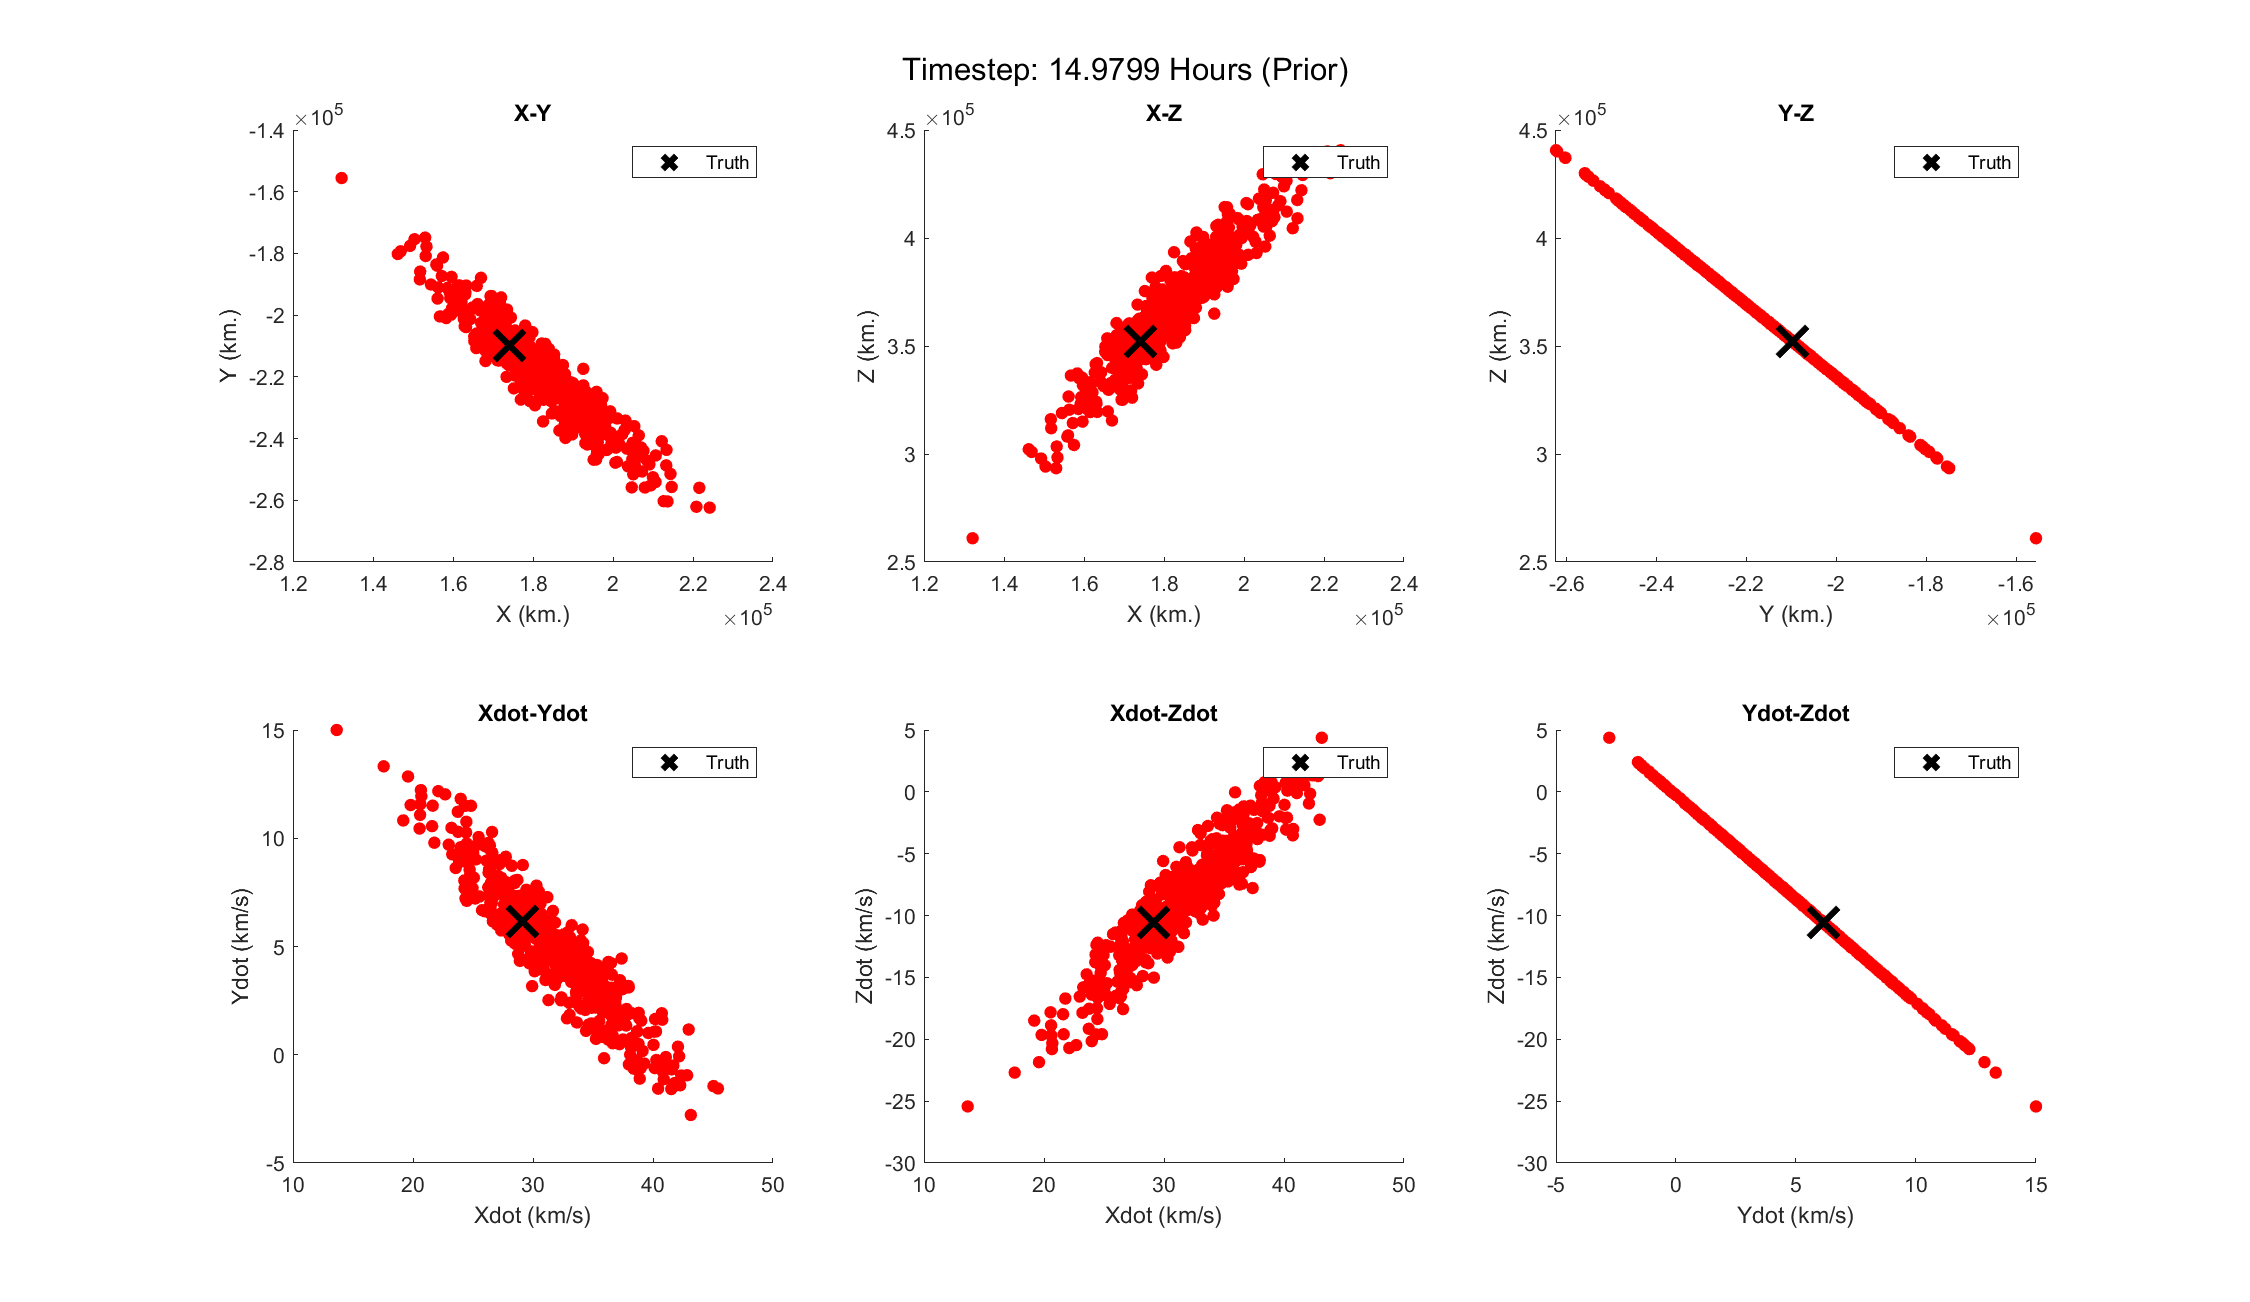 Timestep: 14.9799 Hours (Prior)
X-Y
×10^5
-1.4
-1.6
-1.8
-2
-2.2
-2.4
-2.6
-2.8
Y (km.)
Truth
1.2 1.4 1.6 1.8 2 2.2 2.4
X (km.)
×10^5
X-Z
×10^5
4.5
4
3.5
3
2.5
Z (km.)
Truth
1.2 1.4 1.6 1.8 2 2.2 2.4
X (km.)
×10^5
Y-Z
×10^5
4.5
4
3.5
3
2.5
Z (km.)
Truth
-2.6 -2.4 -2.2 -2 -1.8 -1.6
Y (km.)
×10^5
Xdot-Ydot
15
10
5
0
-5
Ydot (km/s)
Truth
10 20 30 40 50
Xdot (km/s)
Xdot-Zdot
5
0
-5
-10
-15
-20
-25
-30
Zdot (km/s)
Truth
10 20 30 40 50
Xdot (km/s)
Ydot-Zdot
5
0
-5
-10
-15
-20
-25
-30
Zdot (km/s)
Truth
-5 0 5 10 15
Ydot (km/s)